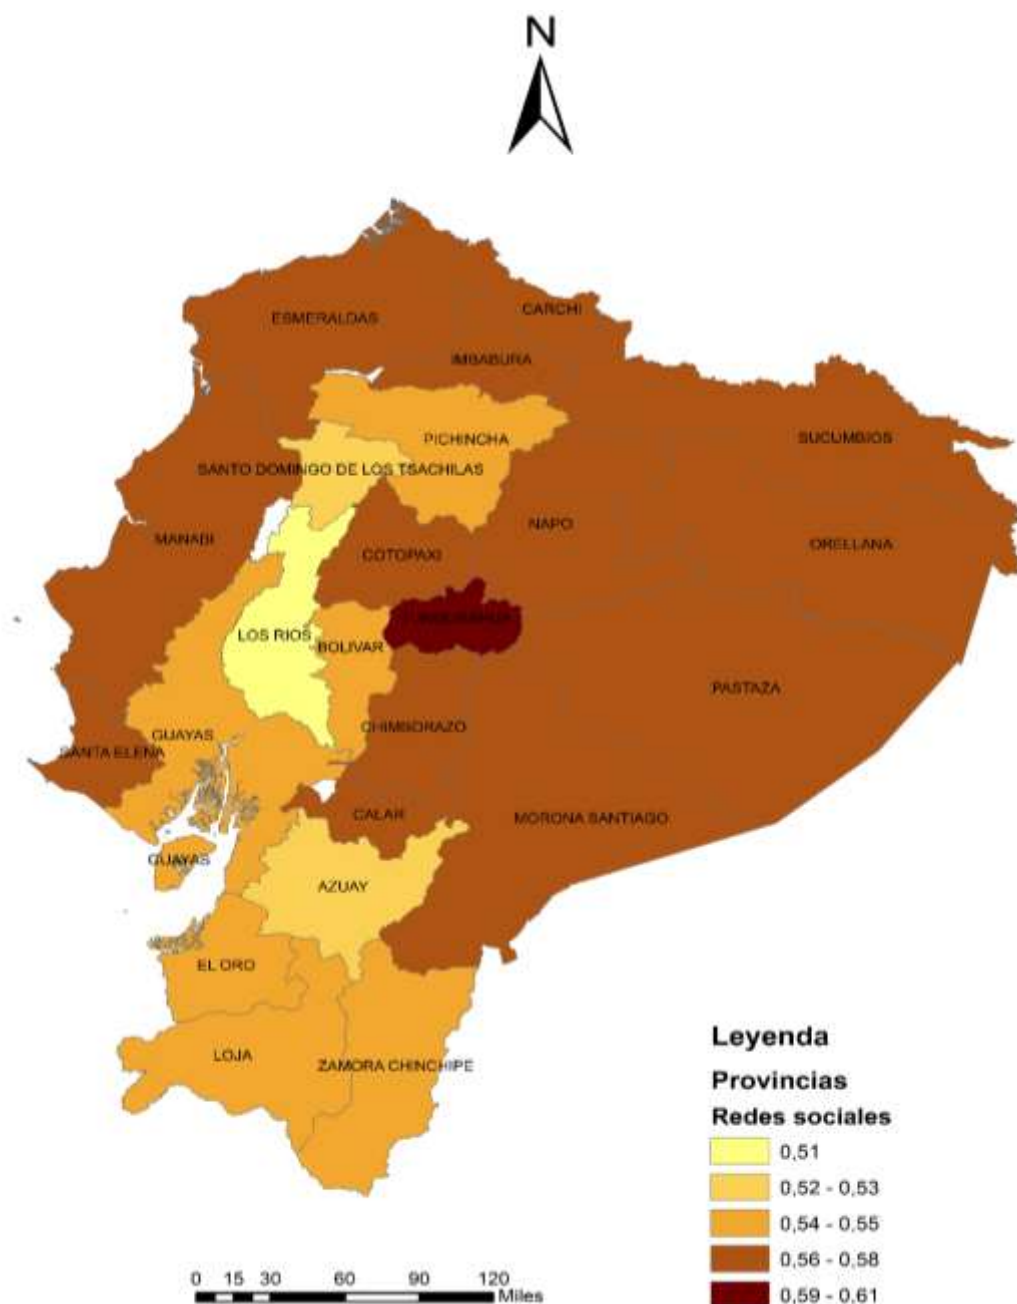 N
CARCHI
ESMERALDAS
IMBABURA
PICHINCHA
SUCUMBIOS
SANTO DOMINGO DE LOS TSACHILAS
NAPO
MANABI
ORELLANA
COTOPAXI
LOS RIOS
BOLIVAR
PASTAZA
CHIMBORAZO
GUAYAS
SANTA ELENA
CAÑAR
MORONA SANTIAGO
GUAYAS
AZUAY
EL ORO
LOJA
ZAMORA CHINCHIPE
Leyenda
Provincias
Redes sociales
0,51
0,52 - 0,53
0,54 - 0,55
0,56 - 0,58
0,59 - 0,61
0 15 30 60 90 120
Miles